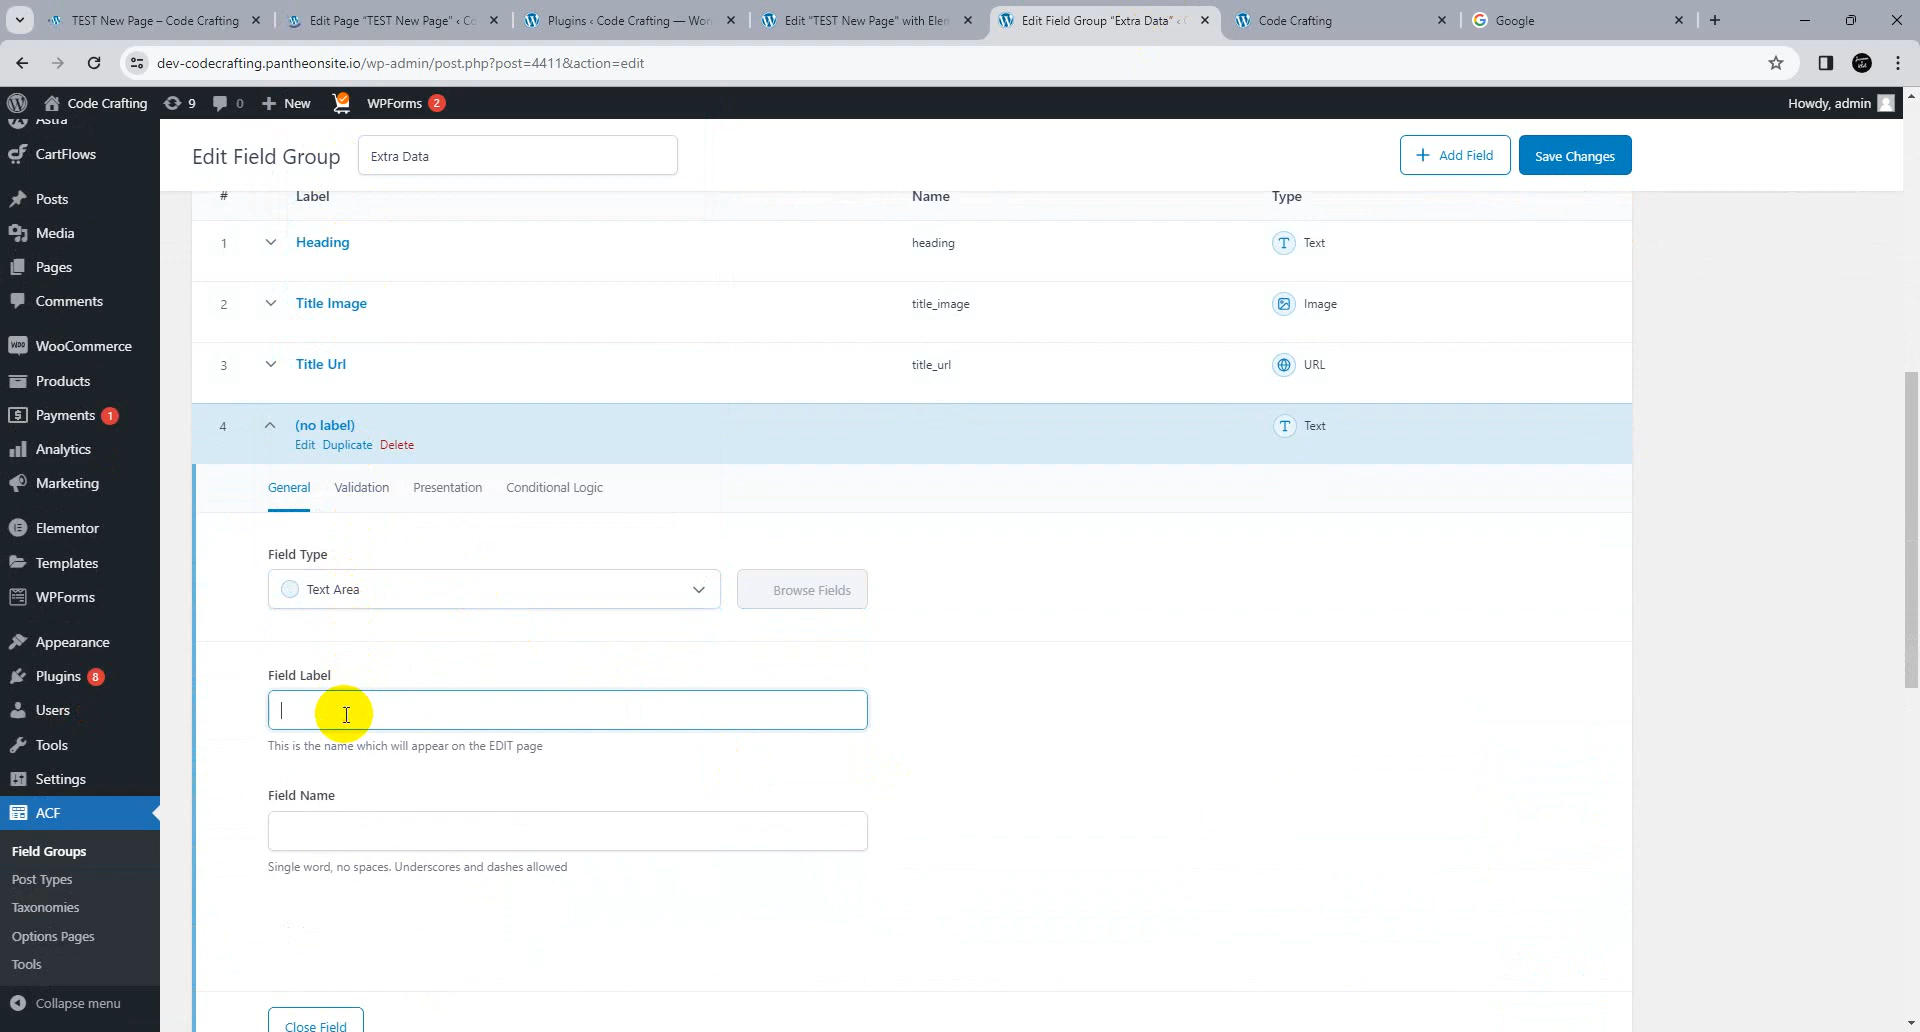 TEST New Page – Code Crafting
Edit Page "TEST New Page" ‹ Co
Plugins ‹ Code Crafting — Wor
Edit "TEST New Page" with Elem
Edit Field Group "Extra Data" ‹
Code Crafting
Google
dev-codecrafting.pantheonsite.io/wp-admin/post.php?post=4411&action=edit
Code Crafting
9
0
New
WPForms 2
Howdy, admin
Astra
CartFlows
Posts
Media
Pages
Comments
WooCommerce
Products
Payments 1
Analytics
Marketing
Elementor
Templates
WPForms
Appearance
Plugins 8
Users
Tools
Settings
ACF
Field Groups
Post Types
Taxonomies
Options Pages
Tools
Collapse menu
Edit Field Group
Extra Data
Add Field
Save Changes
# Label Name Type
1 Heading heading Text
2 Title Image title_image Image
3 Title Url title_url URL
4 (no label) Text
Edit Duplicate Delete
General Validation Presentation Conditional Logic
Field Type
Text Area
Browse Fields
Field Label
This is the name which will appear on the EDIT page
Field Name
Single word, no spaces. Underscores and dashes allowed
Close Field